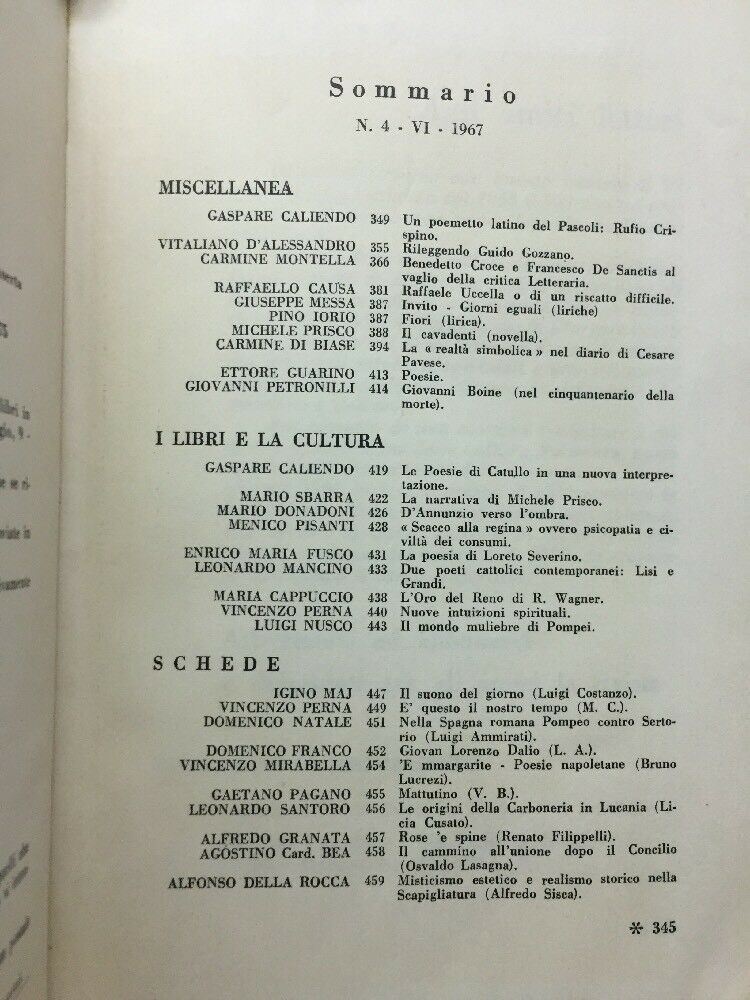 Sommario
N. 4 - VI - 1967
MISCELLANEA
GASPARE CALIENDO 349 Un poemetto latino del Pascoli: Rufio Cri-
spino.
VITALIANO D'ALESSANDRO 355 Rileggendo Guido Gozzano.
CARMINE MONTELLA 366 Benedetto Croce e Francesco De Sanctis al
vaglio della critica Letteraria.
RAFFAELLO CAUSA 381 Raffaele Uccella o di un riscatto difficile.
GIUSEPPE MESSA 387 Invito - Giorni eguali (liriche)
PINO IORIO 387 Fiori (lirica).
MICHELE PRISCO 388 Il cavadenti (novella).
CARMINE DI BIASE 394 La « realtà simbolica » nel diario di Cesare
Pavese.
ETTORE GUARINO 413 Poesie.
GIOVANNI PETRONILLI 414 Giovanni Boine (nel cinquantenario della
morte).
I LIBRI E LA CULTURA
GASPARE CALIENDO 419 Le Poesie di Catullo in una nuova interpre-
tazione.
MARIO SBARRA 422 La narrativa di Michele Prisco.
MARIO DONADONI 426 D'Annunzio verso l'ombra.
MENICO PISANTI 428 « Scacco alla regina » ovvero psicopatia e ci-
viltà dei consumi.
ENRICO MARIA FUSCO 431 La poesia di Loreto Severino.
LEONARDO MANCINO 433 Due poeti cattolici contemporanei: Lisi e
Grandi.
MARIA CAPPUCCIO 438 L'Oro del Reno di R. Wagner.
VINCENZO PERNA 440 Nuove intuizioni spirituali.
LUIGI NUSCO 443 Il mondo muliebre di Pompei.
SCHEDE
IGINO MAJ 447 Il suono del giorno (Luigi Costanzo).
VINCENZO PERNA 449 E' questo il nostro tempo (M. C.).
DOMENICO NATALE 451 Nella Spagna romana Pompeo contro Serto-
rio (Luigi Ammirati).
DOMENICO FRANCO 452 Giovan Lorenzo Dalio (L. A.).
VINCENZO MIRABELLA 454 'E mmargarite - Poesie napoletane (Bruno
Lucrezi).
GAETANO PAGANO 455 Mattutino (V. B.).
LEONARDO SANTORO 456 Le origini della Carboneria in Lucania (Li-
cia Cusato).
ALFREDO GRANATA 457 Rose 'e spine (Renato Filippelli).
AGOSTINO Card. BEA 458 Il cammino all'unione dopo il Concilio
(Osvaldo Lasagna).
ALFONSO DELLA ROCCA 459 Misticismo estetico e realismo storico nella
Scapigliatura (Alfredo Sisca).
* 345